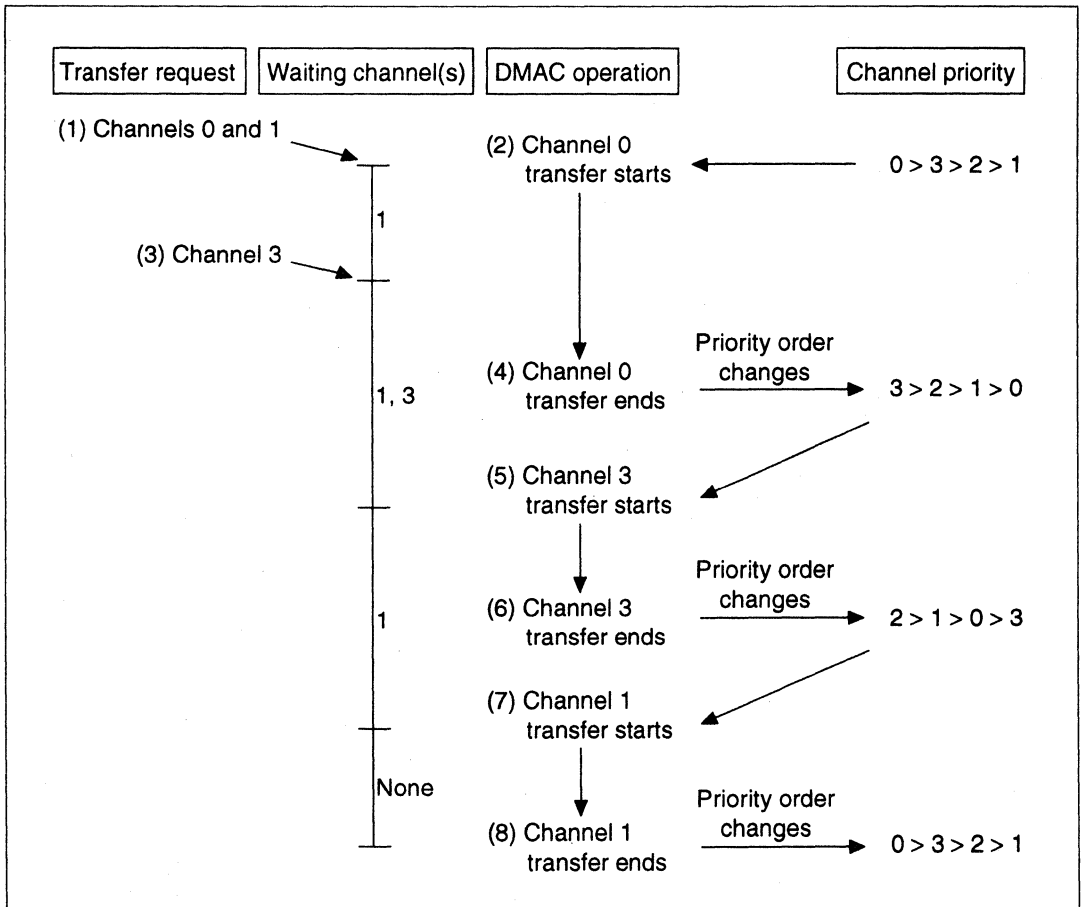 Transfer request Waiting channel(s) DMAC operation Channel priority
(1) Channels 0 and 1
(2) Channel 0
transfer starts
0 > 3 > 2 > 1
1
(3) Channel 3
Priority order
changes
(4) Channel 0
transfer ends
3 > 2 > 1 > 0
1, 3
(5) Channel 3
transfer starts
Priority order
changes
(6) Channel 3
transfer ends
2 > 1 > 0 > 3
1
(7) Channel 1
transfer starts
None
Priority order
changes
(8) Channel 1
transfer ends
0 > 3 > 2 > 1